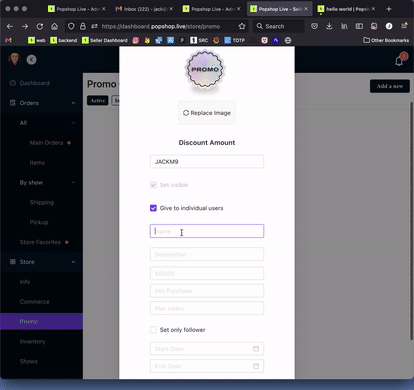 Popshop Live - Adm
Inbox (222) - jack@
Popshop Live - Adm
Popshop Live - Sel
hello world | Popsh
https://dashboard.popshop.live/store/promo
Search
web
backend
Seller Dashboard
SRC
TOTP
Other Bookmarks
Dashboard
Orders
All
Main Orders
Items
By show
Shipping
Pickup
Store Favorites
Store
Info
Commerce
Promo
Inventory
Shows
Promo
Active
Add a new
PROMO
Replace Image
Discount Amount
JACKM9
Set visible
Give to individual users
Name
Description
$00.00
Min Purchase
Max Users
Set only follower
Start-Date
End-Date